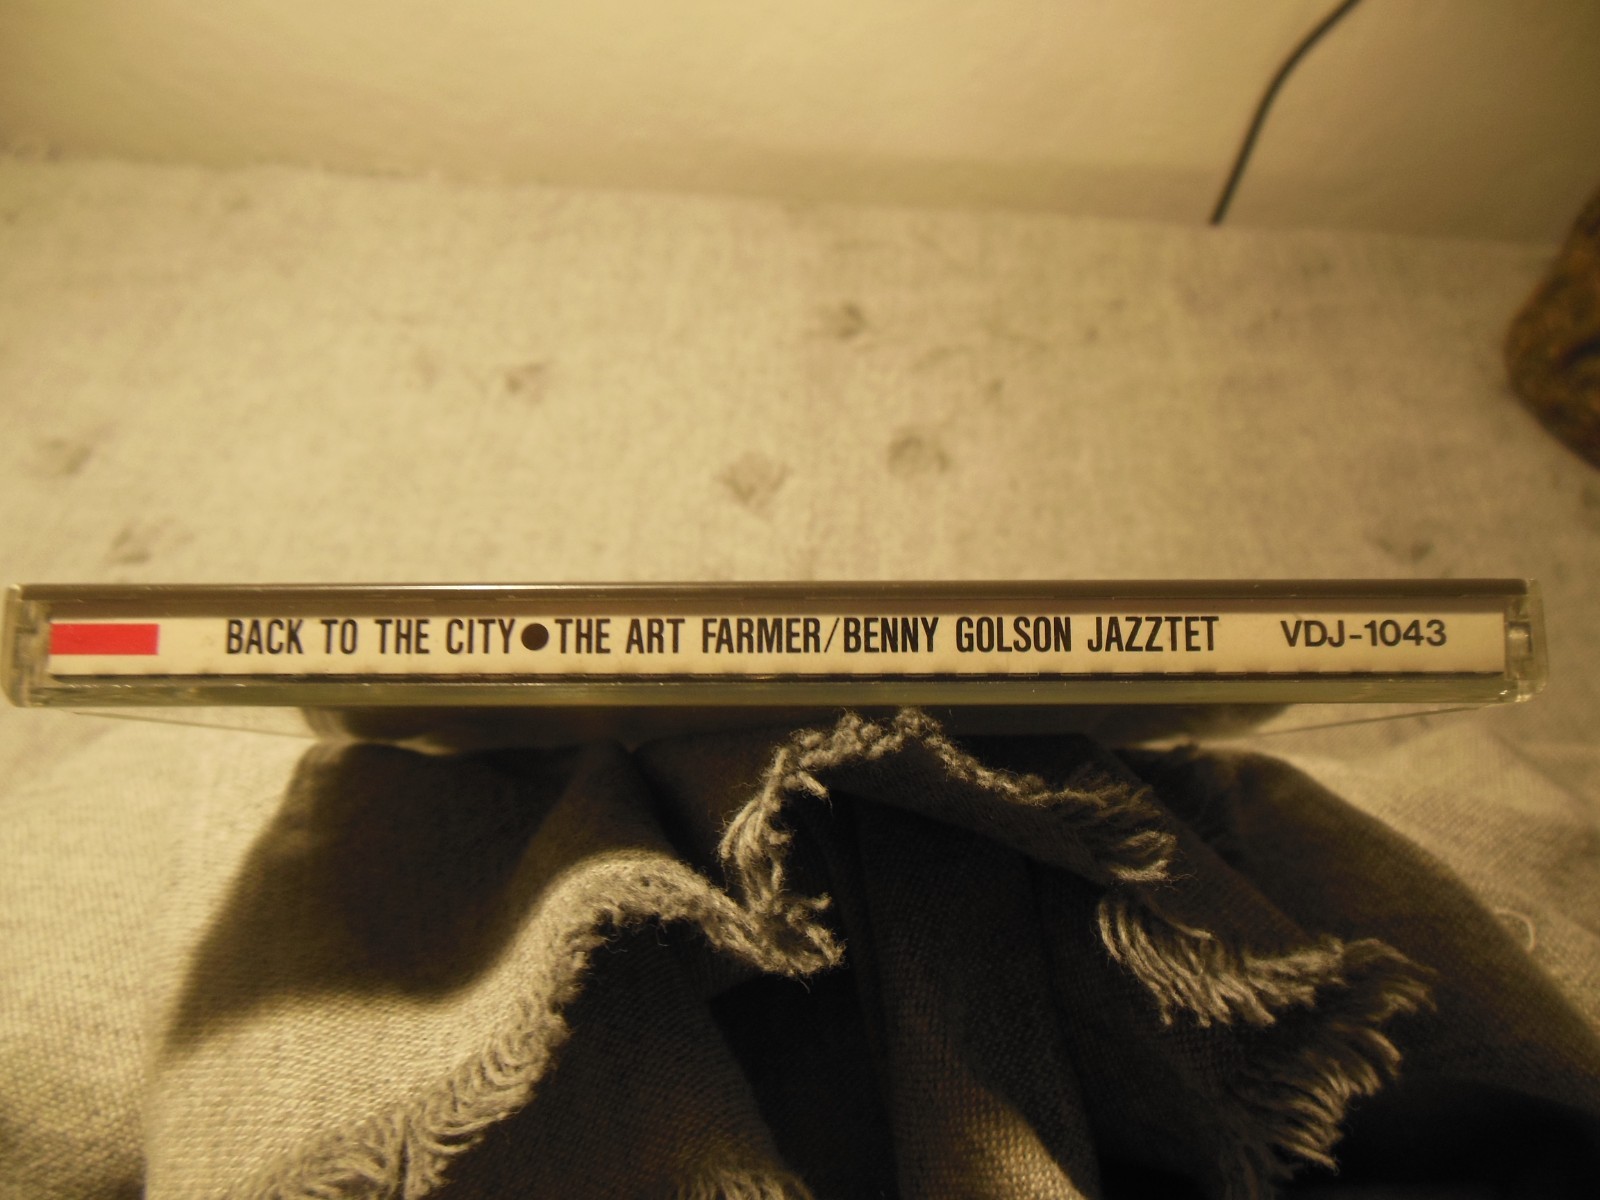 BACK TO THE CITY●THE ART FARMER/BENNY GOLSON JAZZTET VDJ-1043